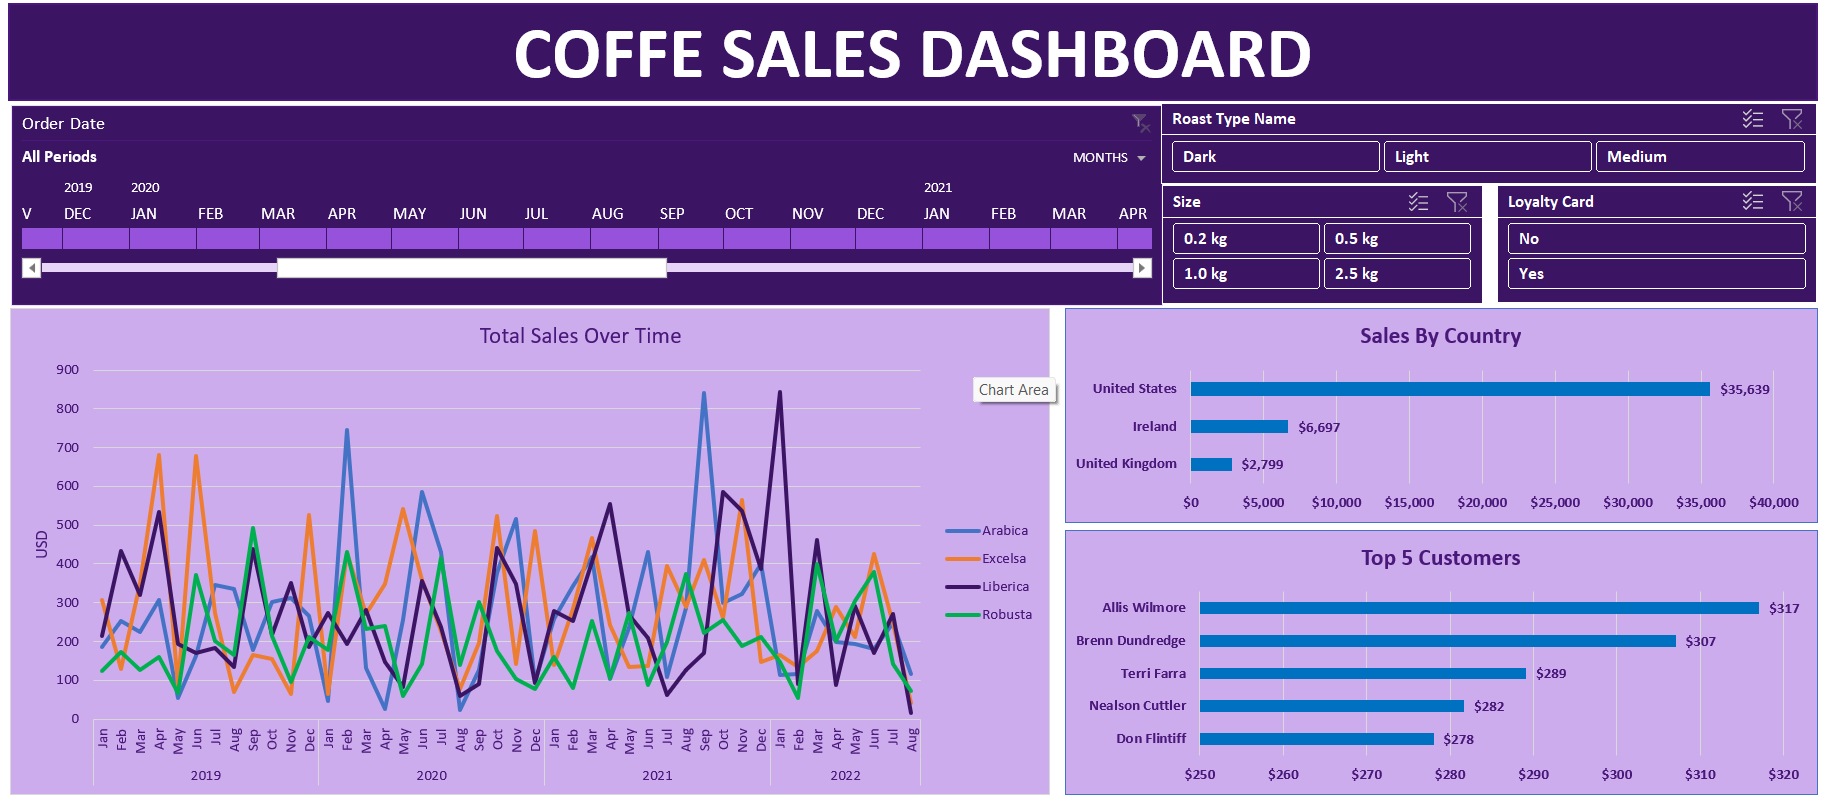 COFFE SALES DASHBOARD
Order Date
All Periods
MONTHS
2019 2020 2021
V DEC JAN FEB MAR APR MAY JUN JUL AUG SEP OCT NOV DEC JAN FEB MAR APR
Roast Type Name
Dark Light Medium
Size
0.2 kg 0.5 kg
1.0 kg 2.5 kg
Loyalty Card
No
Yes
Total Sales Over Time
900
800
700
600
500
400
300
200
100
0
USD
Jan Feb Mar Apr May Jun Jul Aug Sep Oct Nov Dec Jan Feb Mar Apr May Jun Jul Aug Sep Oct Nov Dec Jan Feb Mar Apr May Jun Jul Aug Sep Oct Nov Dec Jan Feb Mar Apr May Jun Jul Aug
2019 2020 2021 2022
Chart Area
Arabica
Excelsa
Liberica
Robusta
Sales By Country
United States $35,639
Ireland $6,697
United Kingdom $2,799
$0 $5,000 $10,000 $15,000 $20,000 $25,000 $30,000 $35,000 $40,000
Top 5 Customers
Allis Wilmore $317
Brenn Dundredge $307
Terri Farra $289
Nealson Cuttler $282
Don Flintiff $278
$250 $260 $270 $280 $290 $300 $310 $320